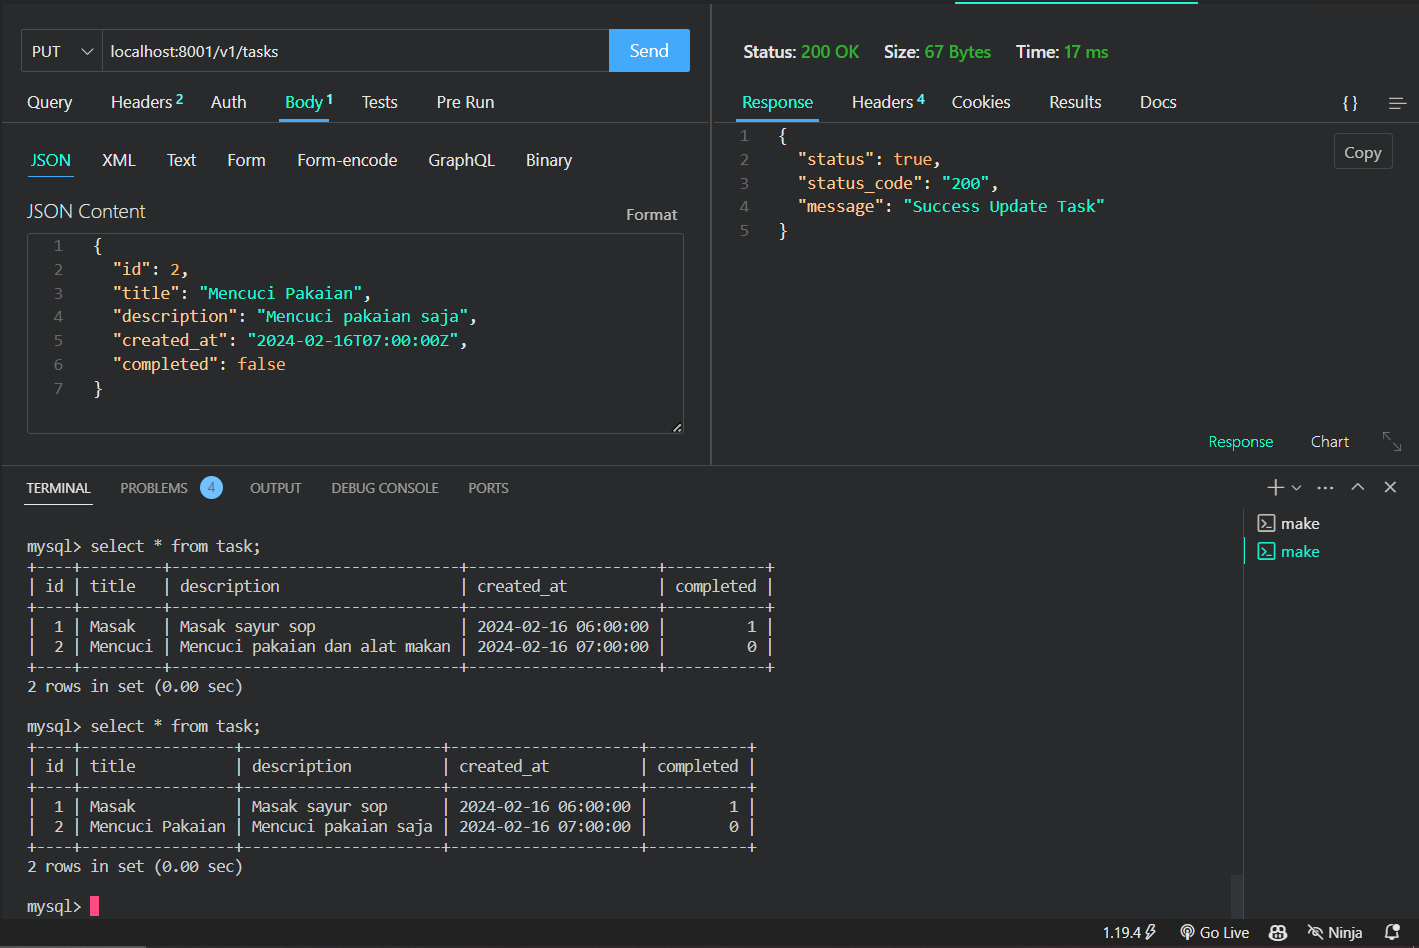 PUT localhost:8001/v1/tasks Send
Query Headers 2 Auth Body 1 Tests Pre Run
JSON XML Text Form Form-encode GraphQL Binary
JSON Content Format
1 {
2 "id": 2,
3 "title": "Mencuci Pakaian",
4 "description": "Mencuci pakaian saja",
5 "created_at": "2024-02-16T07:00:00Z",
6 "completed": false
7 }
Status: 200 OK Size: 67 Bytes Time: 17 ms
Response Headers 4 Cookies Results Docs {}
Copy
1 {
2 "status": true,
3 "status_code": "200",
4 "message": "Success Update Task"
5 }
Response Chart
TERMINAL PROBLEMS 4 OUTPUT DEBUG CONSOLE PORTS
make
make
mysql> select * from task;
+----+---------+--------------------------------+---------------------+-----------+
| id | title   | description                    | created_at          | completed |
+----+---------+--------------------------------+---------------------+-----------+
|  1 | Masak   | Masak sayur sop                | 2024-02-16 06:00:00 |         1 |
|  2 | Mencuci | Mencuci pakaian dan alat makan | 2024-02-16 07:00:00 |         0 |
+----+---------+--------------------------------+---------------------+-----------+
2 rows in set (0.00 sec)
mysql> select * from task;
+----+-----------------+----------------------+---------------------+-----------+
| id | title           | description          | created_at          | completed |
+----+-----------------+----------------------+---------------------+-----------+
|  1 | Masak           | Masak sayur sop      | 2024-02-16 06:00:00 |         1 |
|  2 | Mencuci Pakaian | Mencuci pakaian saja | 2024-02-16 07:00:00 |         0 |
+----+-----------------+----------------------+---------------------+-----------+
2 rows in set (0.00 sec)
mysql>
1.19.4 Go Live Ninja